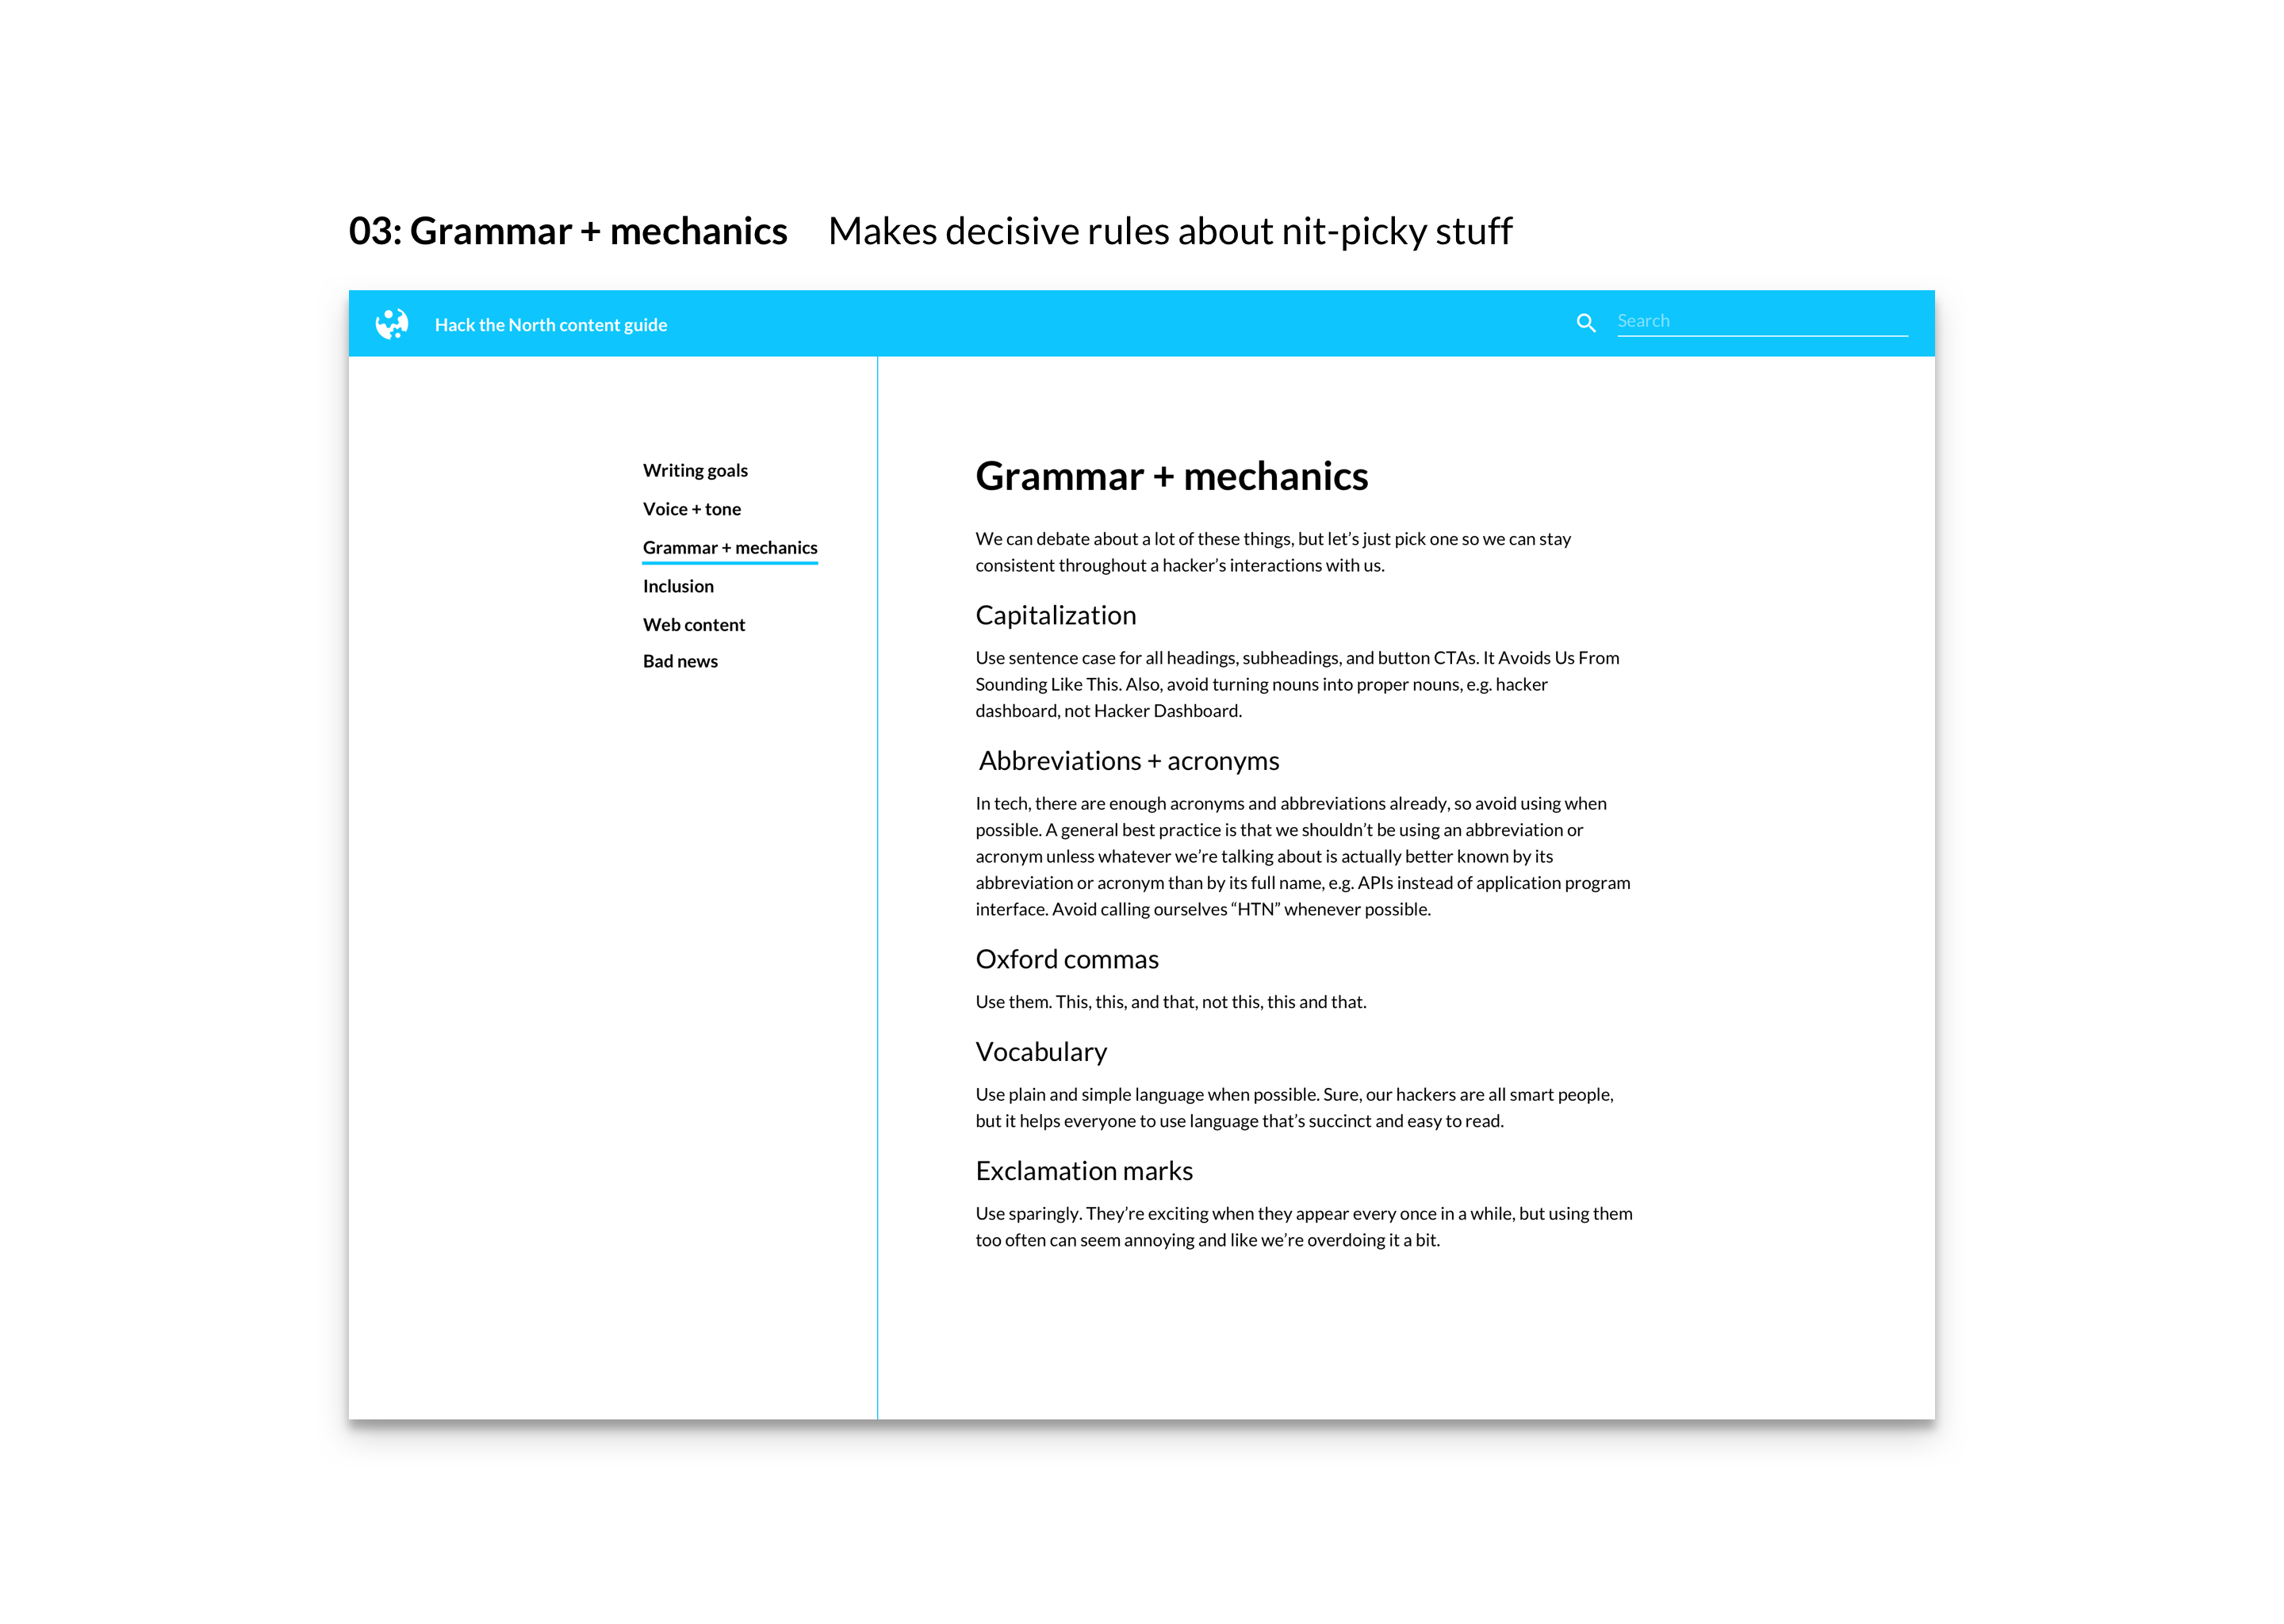 03: Grammar + mechanics Makes decisive rules about nit-picky stuff
Hack the North content guide
Search
Writing goals
Voice + tone
Grammar + mechanics
Inclusion
Web content
Bad news
Grammar + mechanics
We can debate about a lot of these things, but let’s just pick one so we can stay
consistent throughout a hacker’s interactions with us.
Capitalization
Use sentence case for all headings, subheadings, and button CTAs. It Avoids Us From
Sounding Like This. Also, avoid turning nouns into proper nouns, e.g. hacker
dashboard, not Hacker Dashboard.
Abbreviations + acronyms
In tech, there are enough acronyms and abbreviations already, so avoid using when
possible. A general best practice is that we shouldn’t be using an abbreviation or
acronym unless whatever we’re talking about is actually better known by its
abbreviation or acronym than by its full name, e.g. APIs instead of application program
interface. Avoid calling ourselves “HTN” whenever possible.
Oxford commas
Use them. This, this, and that, not this, this and that.
Vocabulary
Use plain and simple language when possible. Sure, our hackers are all smart people,
but it helps everyone to use language that’s succinct and easy to read.
Exclamation marks
Use sparingly. They’re exciting when they appear every once in a while, but using them
too often can seem annoying and like we’re overdoing it a bit.